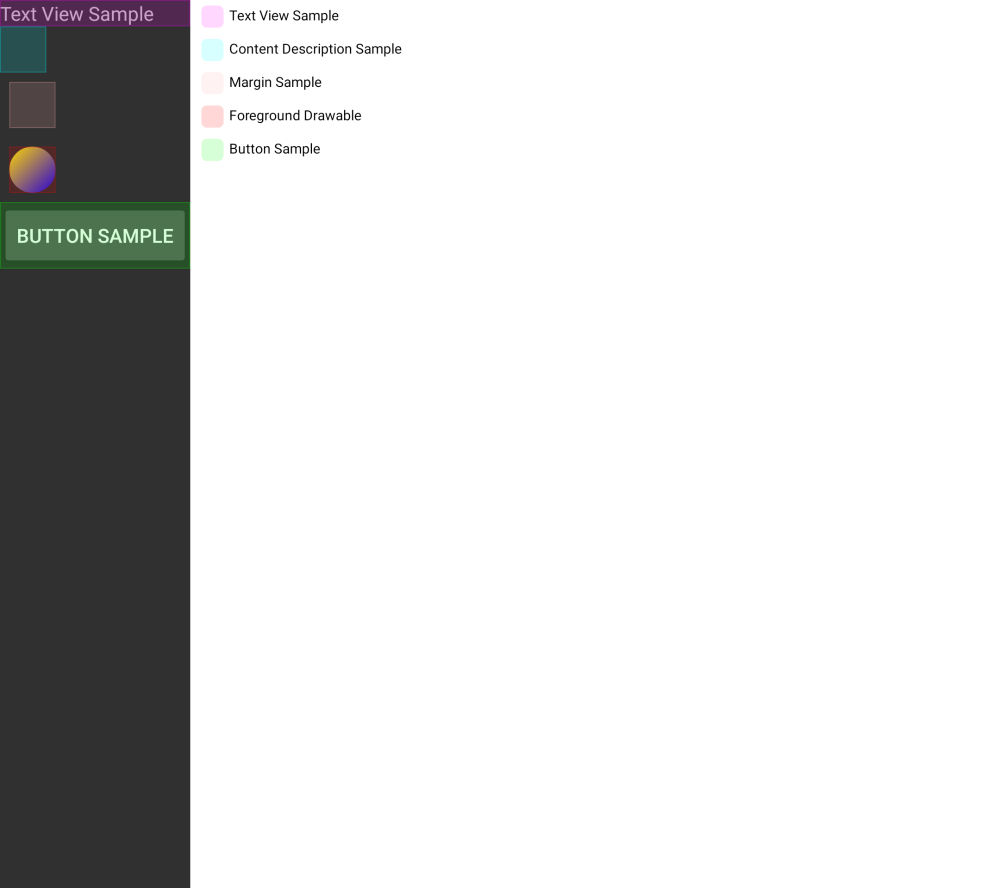 Text View Sample
BUTTON SAMPLE
Text View Sample
Content Description Sample
Margin Sample
Foreground Drawable
Button Sample